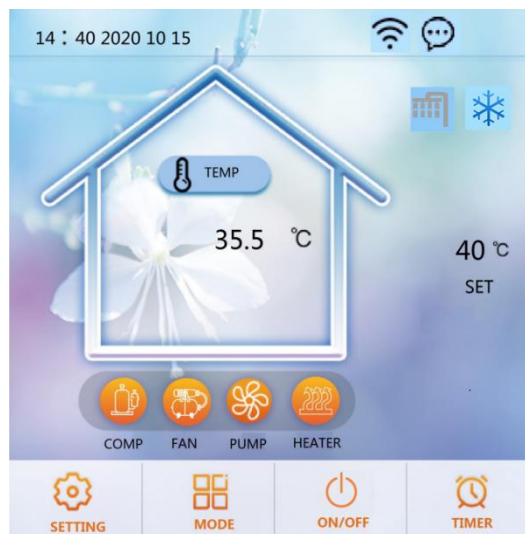 14：40 2020 10 15
TEMP
35.5 ℃
40 ℃
SET
COMP FAN PUMP HEATER
SETTING MODE ON/OFF TIMER